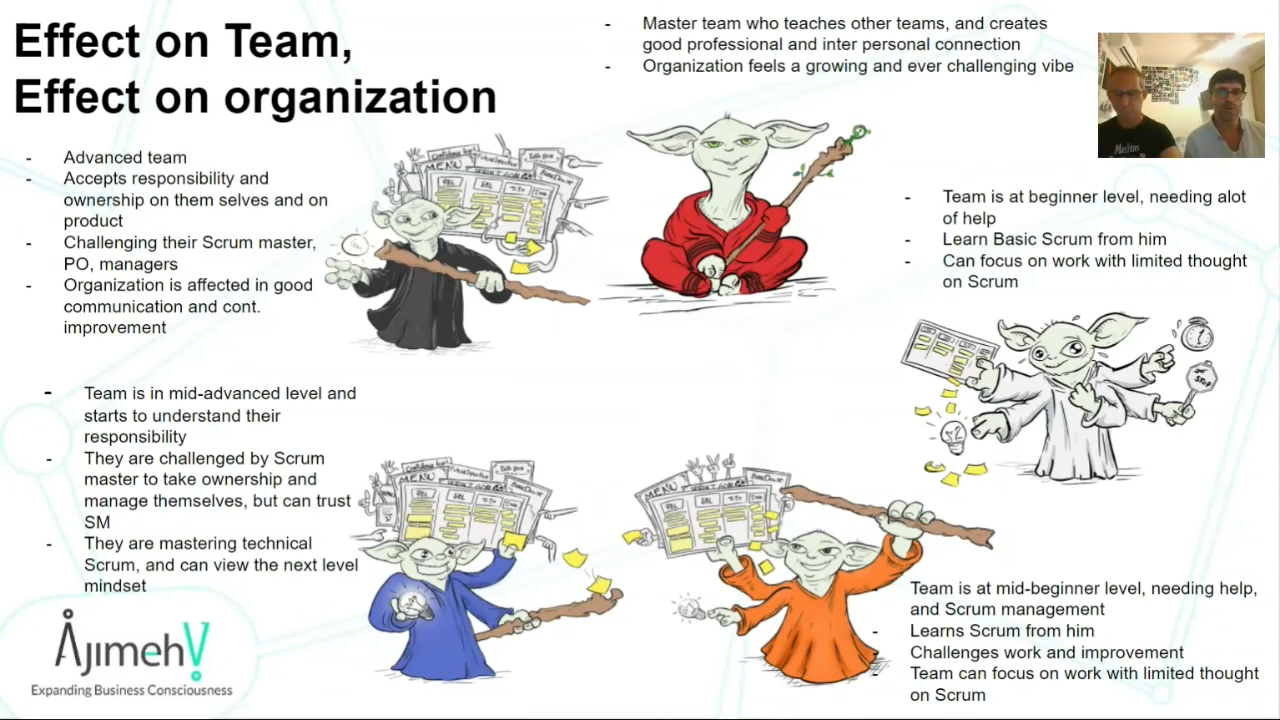 Effect on Team,
Effect on organization
- Master team who teaches other teams, and creates
good professional and inter personal connection
- Organization feels a growing and ever challenging vibe
- Advanced team
- Accepts responsibility and
ownership on them selves and on
product
- Challenging their Scrum master,
PO, managers
- Organization is affected in good
communication and cont.
improvement
MENU
- Team is at beginner level, needing alot
of help
- Learn Basic Scrum from him
- Can focus on work with limited thought
on Scrum
STOP
- Team is in mid-advanced level and
starts to understand their
responsibility
- They are challenged by Scrum
master to take ownership and
manage themselves, but can trust
SM
- They are mastering technical
Scrum, and can view the next level
mindset
MENU
MENU
Team is at mid-beginner level, needing help,
and Scrum management
- Learns Scrum from him
- Challenges work and improvement
- Team can focus on work with limited thought
on Scrum
AjimehV
Expanding Business Consciousness